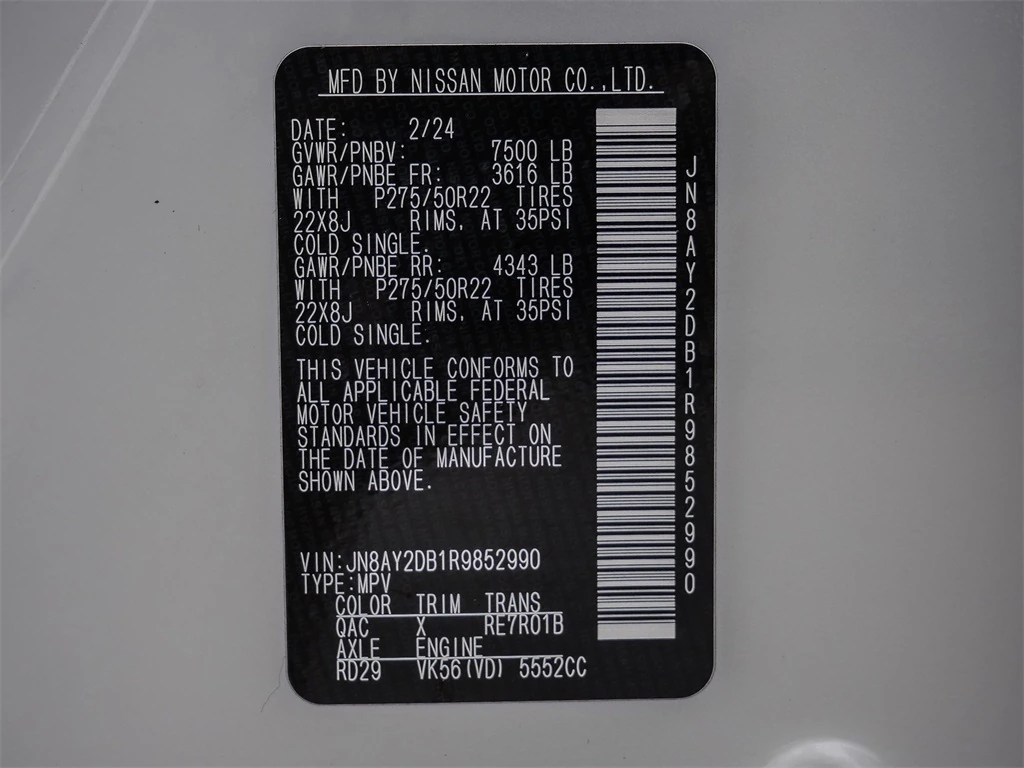 MFD BY NISSAN MOTOR CO.,LTD.
DATE: 2/24
GVWR/PNBV: 7500 LB
GAWR/PNBE FR: 3616 LB
WITH P275/50R22 TIRES
22X8J RIMS, AT 35PSI
COLD SINGLE.
GAWR/PNBE RR: 4343 LB
WITH P275/50R22 TIRES
22X8J RIMS, AT 35PSI
COLD SINGLE.
THIS VEHICLE CONFORMS TO
ALL APPLICABLE FEDERAL
MOTOR VEHICLE SAFETY
STANDARDS IN EFFECT ON
THE DATE OF MANUFACTURE
SHOWN ABOVE.
VIN:JN8AY2DB1R9852990
TYPE:MPV
COLOR TRIM TRANS
QAC X RE7R01B
AXLE ENGINE
RD29 VK56(VD) 5552CC
JN8AY2DB1R9852990